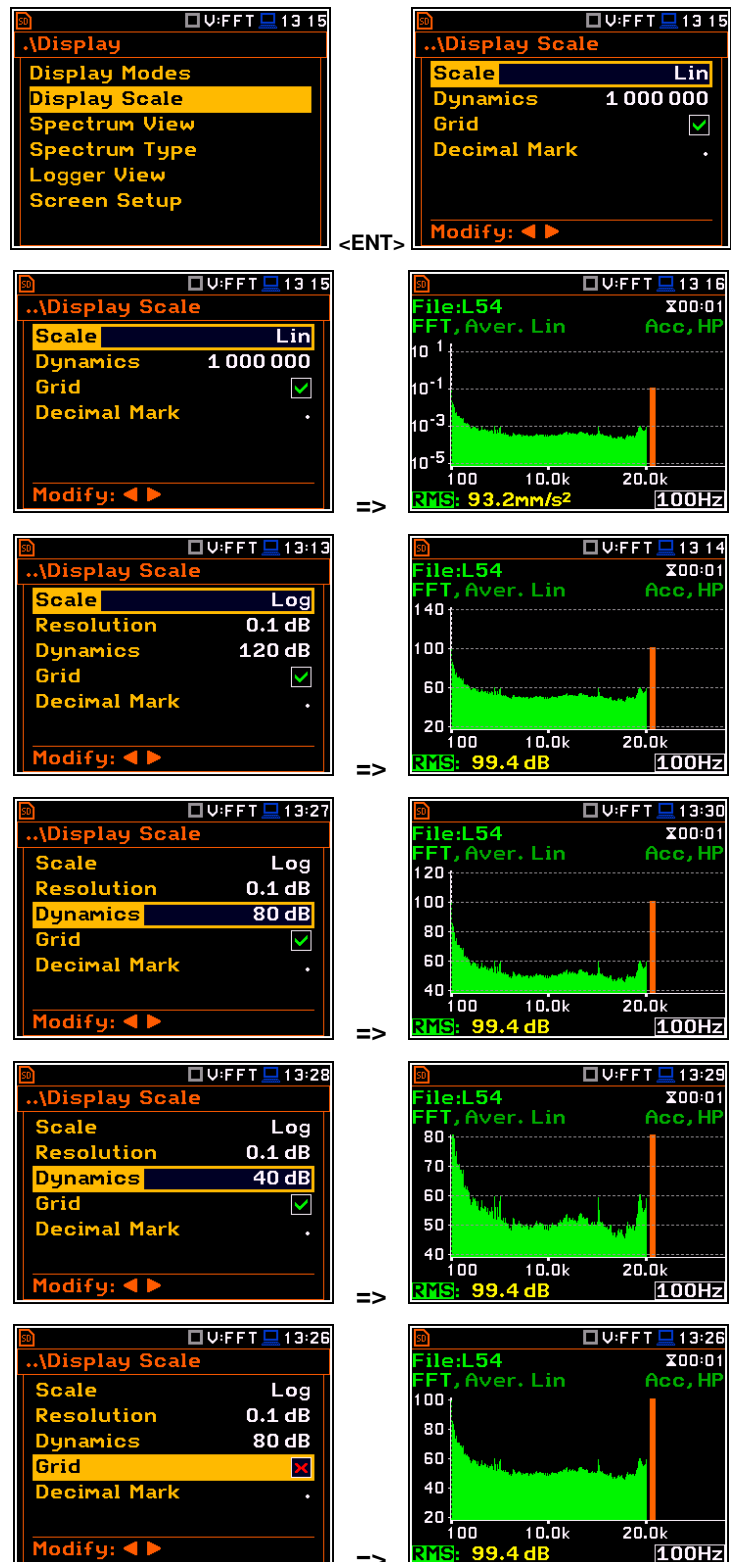 SD V:FFT 13 15
.\Display
Display Modes
Display Scale
Spectrum View
Spectrum Type
Logger View
Screen Setup
<ENT>
V:FFT 13 15
..\Display Scale
Scale Lin
Dynamics 1 000 000
Grid
Decimal Mark .
Modify:
SD V:FFT 13 15
..\Display Scale
Scale Lin
Dynamics 1 000 000
Grid
Decimal Mark .
Modify:
=>
SD V:FFT 13 16
File:L54 00:01
FFT, Aver. Lin Acc, HP
10 1
10-1
10-3
10-5
100 10.0k 20.0k
RMS: 93.2mm/s² 100Hz
SD V:FFT 13:13
..\Display Scale
Scale Log
Resolution 0.1 dB
Dynamics 120 dB
Grid
Decimal Mark .
Modify:
=>
SD V:FFT 13 14
File:L54 00:01
FFT, Aver. Lin Acc, HP
140
100
60
20
100 10.0k 20.0k
RMS: 99.4 dB 100Hz
SD V:FFT 13:27
..\Display Scale
Scale Log
Resolution 0.1 dB
Dynamics 80 dB
Grid
Decimal Mark .
Modify:
=>
SD V:FFT 13:30
File:L54 00:01
FFT, Aver. Lin Acc, HP
120
100
80
60
40
100 10.0k 20.0k
RMS: 99.4 dB 100Hz
SD V:FFT 13:28
..\Display Scale
Scale Log
Resolution 0.1 dB
Dynamics 40 dB
Grid
Decimal Mark .
Modify:
=>
SD V:FFT 13:29
File:L54 00:01
FFT, Aver. Lin Acc, HP
80
70
60
50
40
100 10.0k 20.0k
RMS: 99.4 dB 100Hz
SD V:FFT 13:26
..\Display Scale
Scale Log
Resolution 0.1 dB
Dynamics 80 dB
Grid
Decimal Mark .
Modify:
=>
SD V:FFT 13:26
File:L54 00:01
FFT, Aver. Lin Acc, HP
100
80
60
40
20
100 10.0k 20.0k
RMS: 99.4 dB 100Hz